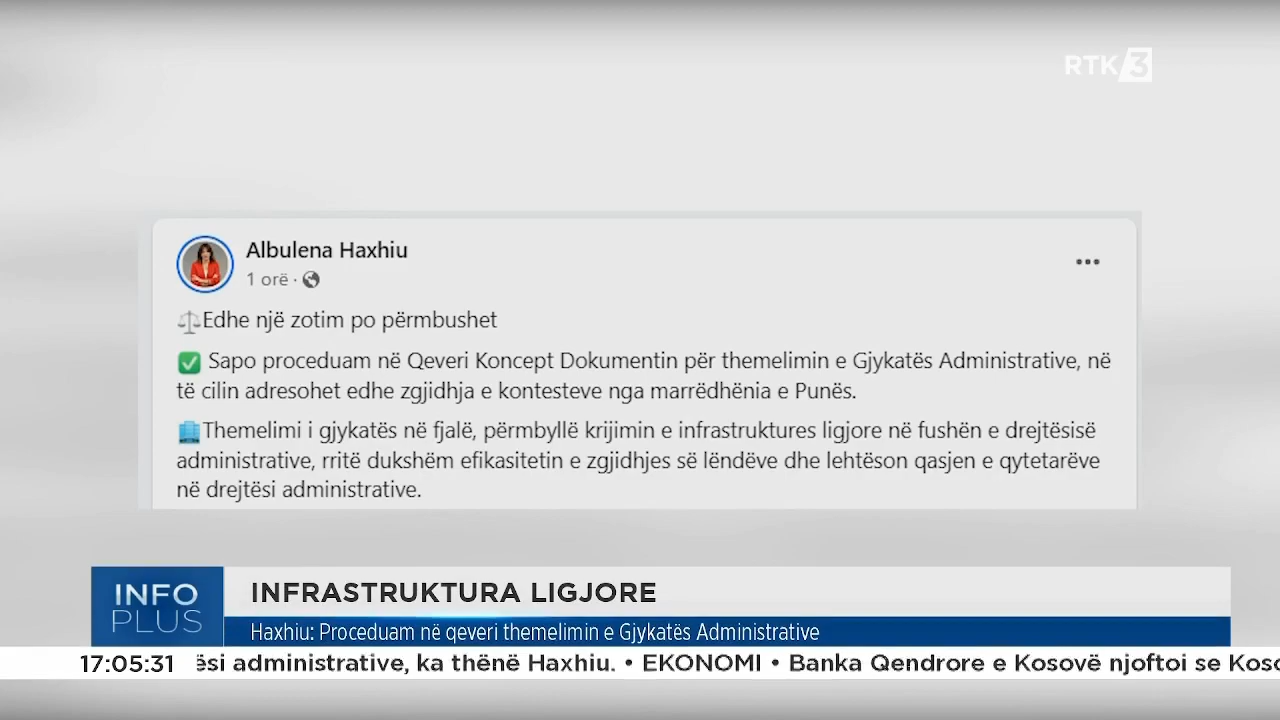 RTK 3
Albulena Haxhiu
1 orë ·
Edhe një zotim po përmbushet
Sapo proceduam në Qeveri Koncept Dokumentin për themelimin e Gjykatës Administrative, në
të cilin adresohet edhe zgjidhja e kontesteve nga marrëdhënia e Punës.
Themelimi i gjykatës në fjalë, përmbyllë krijimin e infrastruktures ligjore në fushën e drejtësisë
administrative, rritë dukshëm efikasitetin e zgjidhjes së lëndëve dhe lehtëson qasjen e qytetarëve
në drejtësi administrative.
INFO
PLUS
INFRASTRUKTURA LIGJORE
Haxhiu: Proceduam në qeveri themelimin e Gjykatës Administrative
17:05:31 ësi administrative, ka thënë Haxhiu. • EKONOMI • Banka Qendrore e Kosovë njoftoi se Koso